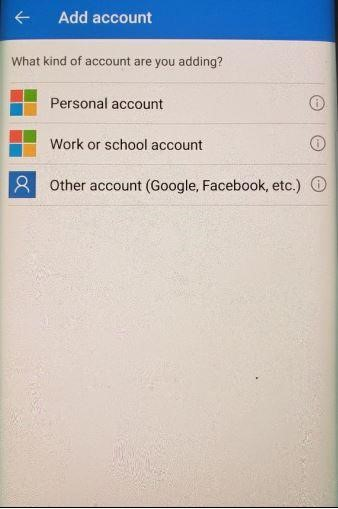 Add account
What kind of account are you adding?
Personal account
Work or school account
Other account (Google, Facebook, etc.)